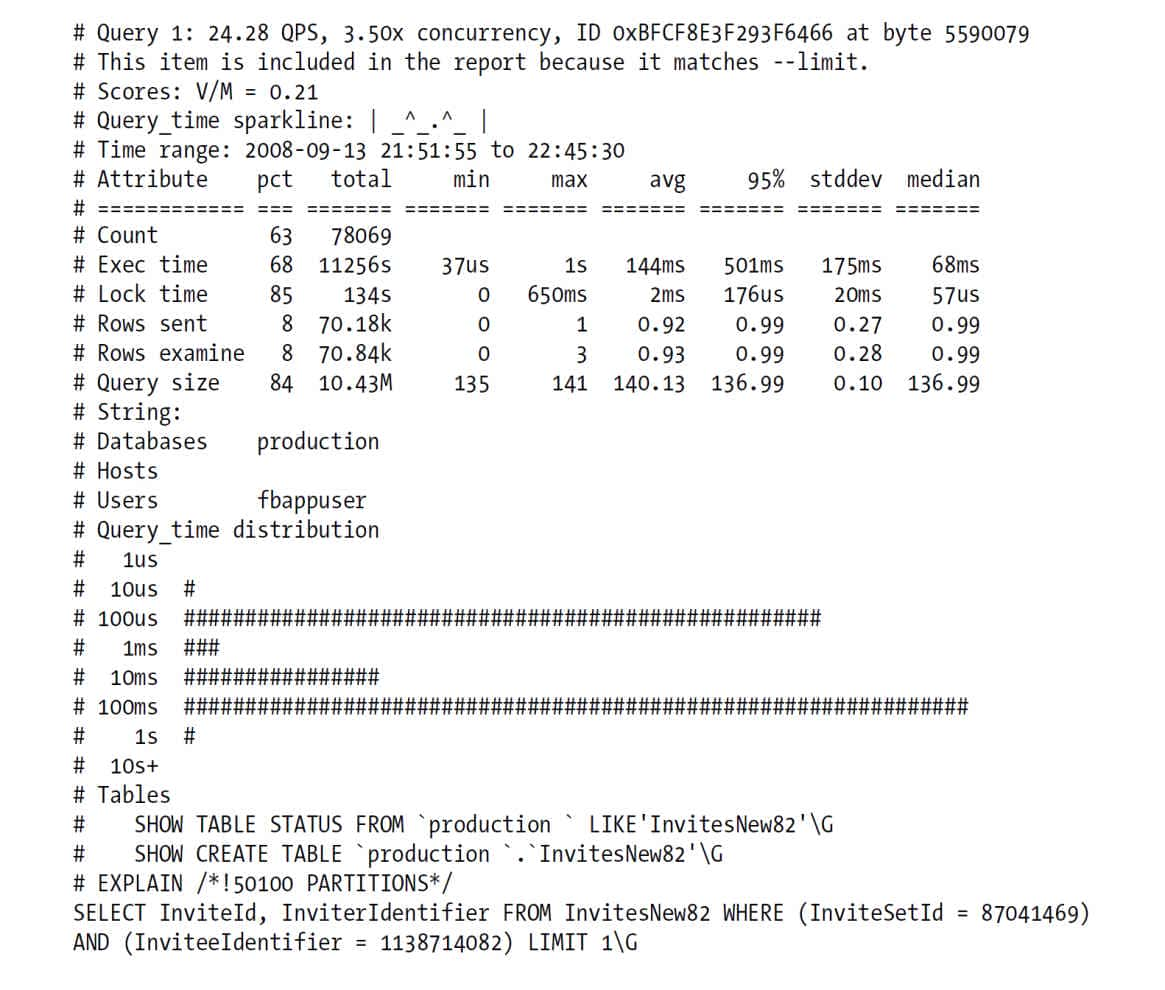 # Query 1: 24.28 QPS, 3.50x concurrency, ID 0xBFCF8E3F293F6466 at byte 5590079
# This item is included in the report because it matches --limit.
# Scores: V/M = 0.21
# Query_time sparkline: | _^_.^_ |
# Time range: 2008-09-13 21:51:55 to 22:45:30
# Attribute    pct   total     min     max     avg     95%  stddev  median
# ============ === ======= ======= ======= ======= ======= ======= =======
# Count         63   78069
# Exec time     68  11256s    37us      1s   144ms   501ms   175ms    68ms
# Lock time     85    134s       0   650ms     2ms   176us    20ms    57us
# Rows sent      8  70.18k       0       1    0.92    0.99    0.27    0.99
# Rows examine   8  70.84k       0       3    0.93    0.99    0.28    0.99
# Query size    84  10.43M     135     141  140.13  136.99    0.10  136.99
# String:
# Databases    production
# Hosts
# Users        fbappuser
# Query_time distribution
#   1us
#  10us  #
# 100us  ####################################################
#   1ms  ###
#  10ms  ################
# 100ms  ################################################################
#    1s  #
#  10s+
# Tables
#    SHOW TABLE STATUS FROM `production ` LIKE'InvitesNew82'\G
#    SHOW CREATE TABLE `production `.`InvitesNew82'\G
# EXPLAIN /*!50100 PARTITIONS*/
SELECT InviteId, InviterIdentifier FROM InvitesNew82 WHERE (InviteSetId = 87041469)
AND (InviteeIdentifier = 1138714082) LIMIT 1\G